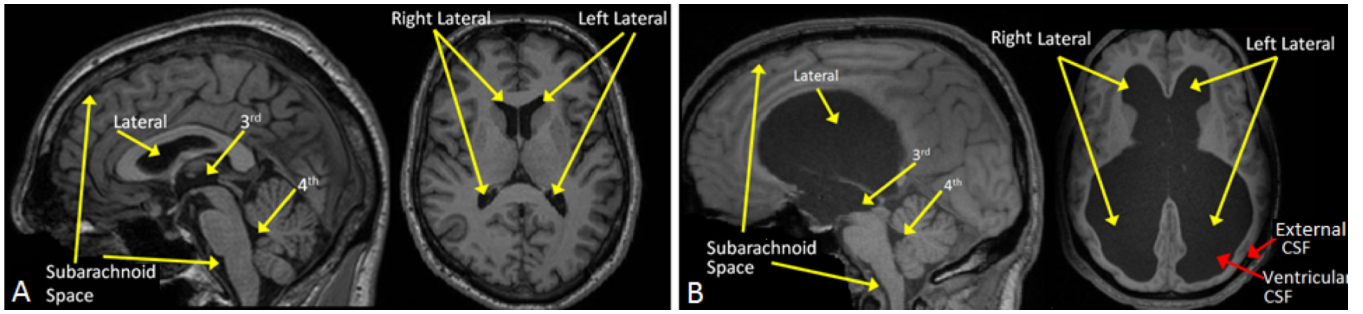 Right Lateral
Left Lateral
Lateral
3rd
4th
Subarachnoid
Space
A
Right Lateral
Left Lateral
Lateral
3rd
4th
Subarachnoid
Space
External
CSF
Ventricular
CSF
B